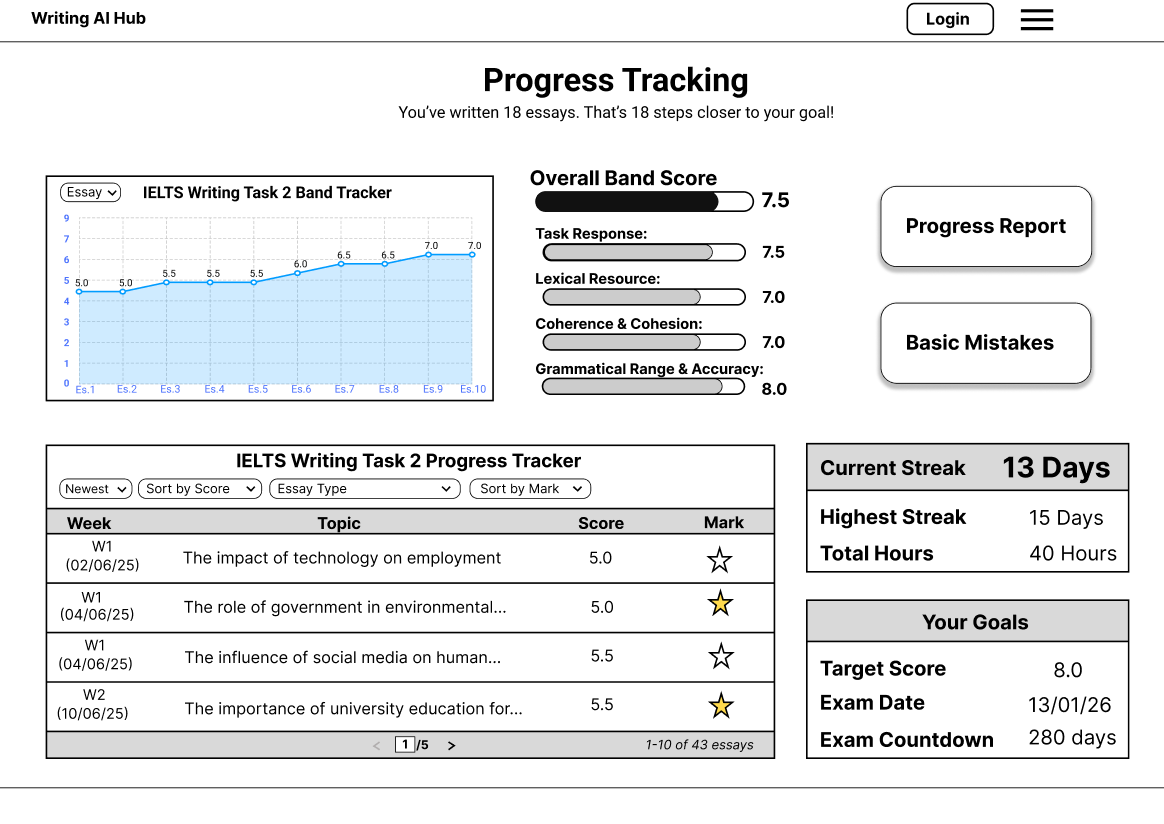 Writing AI Hub
Login
Progress Tracking
You’ve written 18 essays. That’s 18 steps closer to your goal!
Essay
IELTS Writing Task 2 Band Tracker
9
7
6
5
4
3
2
1
0
5.0
5.0
5.5
5.5
5.5
6.0
6.5
6.5
7.0
7.0
Es.1
Es.2
Es.3
Es.4
Es.5
Es.6
Es.7
Es.8
Es.9
Es.10
Overall Band Score
7.5
Task Response:
7.5
Lexical Resource:
7.0
Coherence & Cohesion:
7.0
Grammatical Range & Accuracy:
8.0
Progress Report
Basic Mistakes
IELTS Writing Task 2 Progress Tracker
Newest
Sort by Score
Essay Type
Sort by Mark
Week Topic Score Mark
W1
(02/06/25)
The impact of technology on employment
5.0
W1
(04/06/25)
The role of government in environmental...
5.0
W1
(04/06/25)
The influence of social media on human...
5.5
W2
(10/06/25)
The importance of university education for...
5.5
< 1 /5 >
1-10 of 43 essays
Current Streak 13 Days
Highest Streak 15 Days
Total Hours 40 Hours
Your Goals
Target Score 8.0
Exam Date 13/01/26
Exam Countdown 280 days